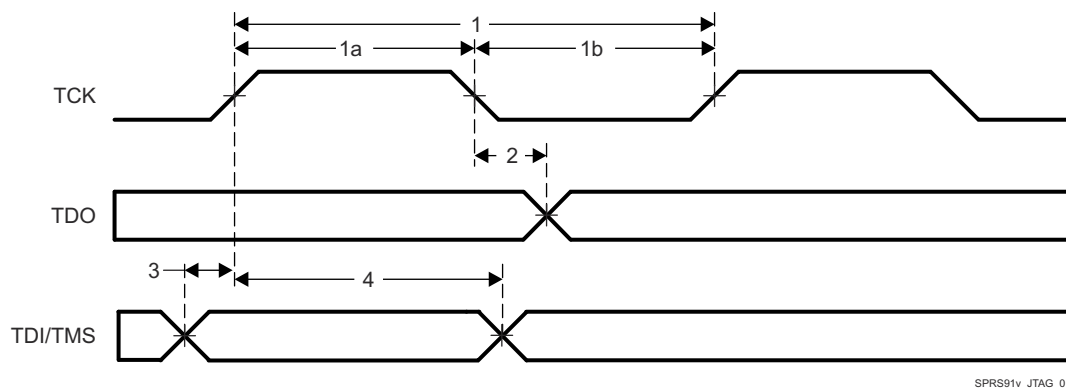 1
1a
1b
TCK
2
TDO
3
4
TDI/TMS
SPRS91v_JTAG_0